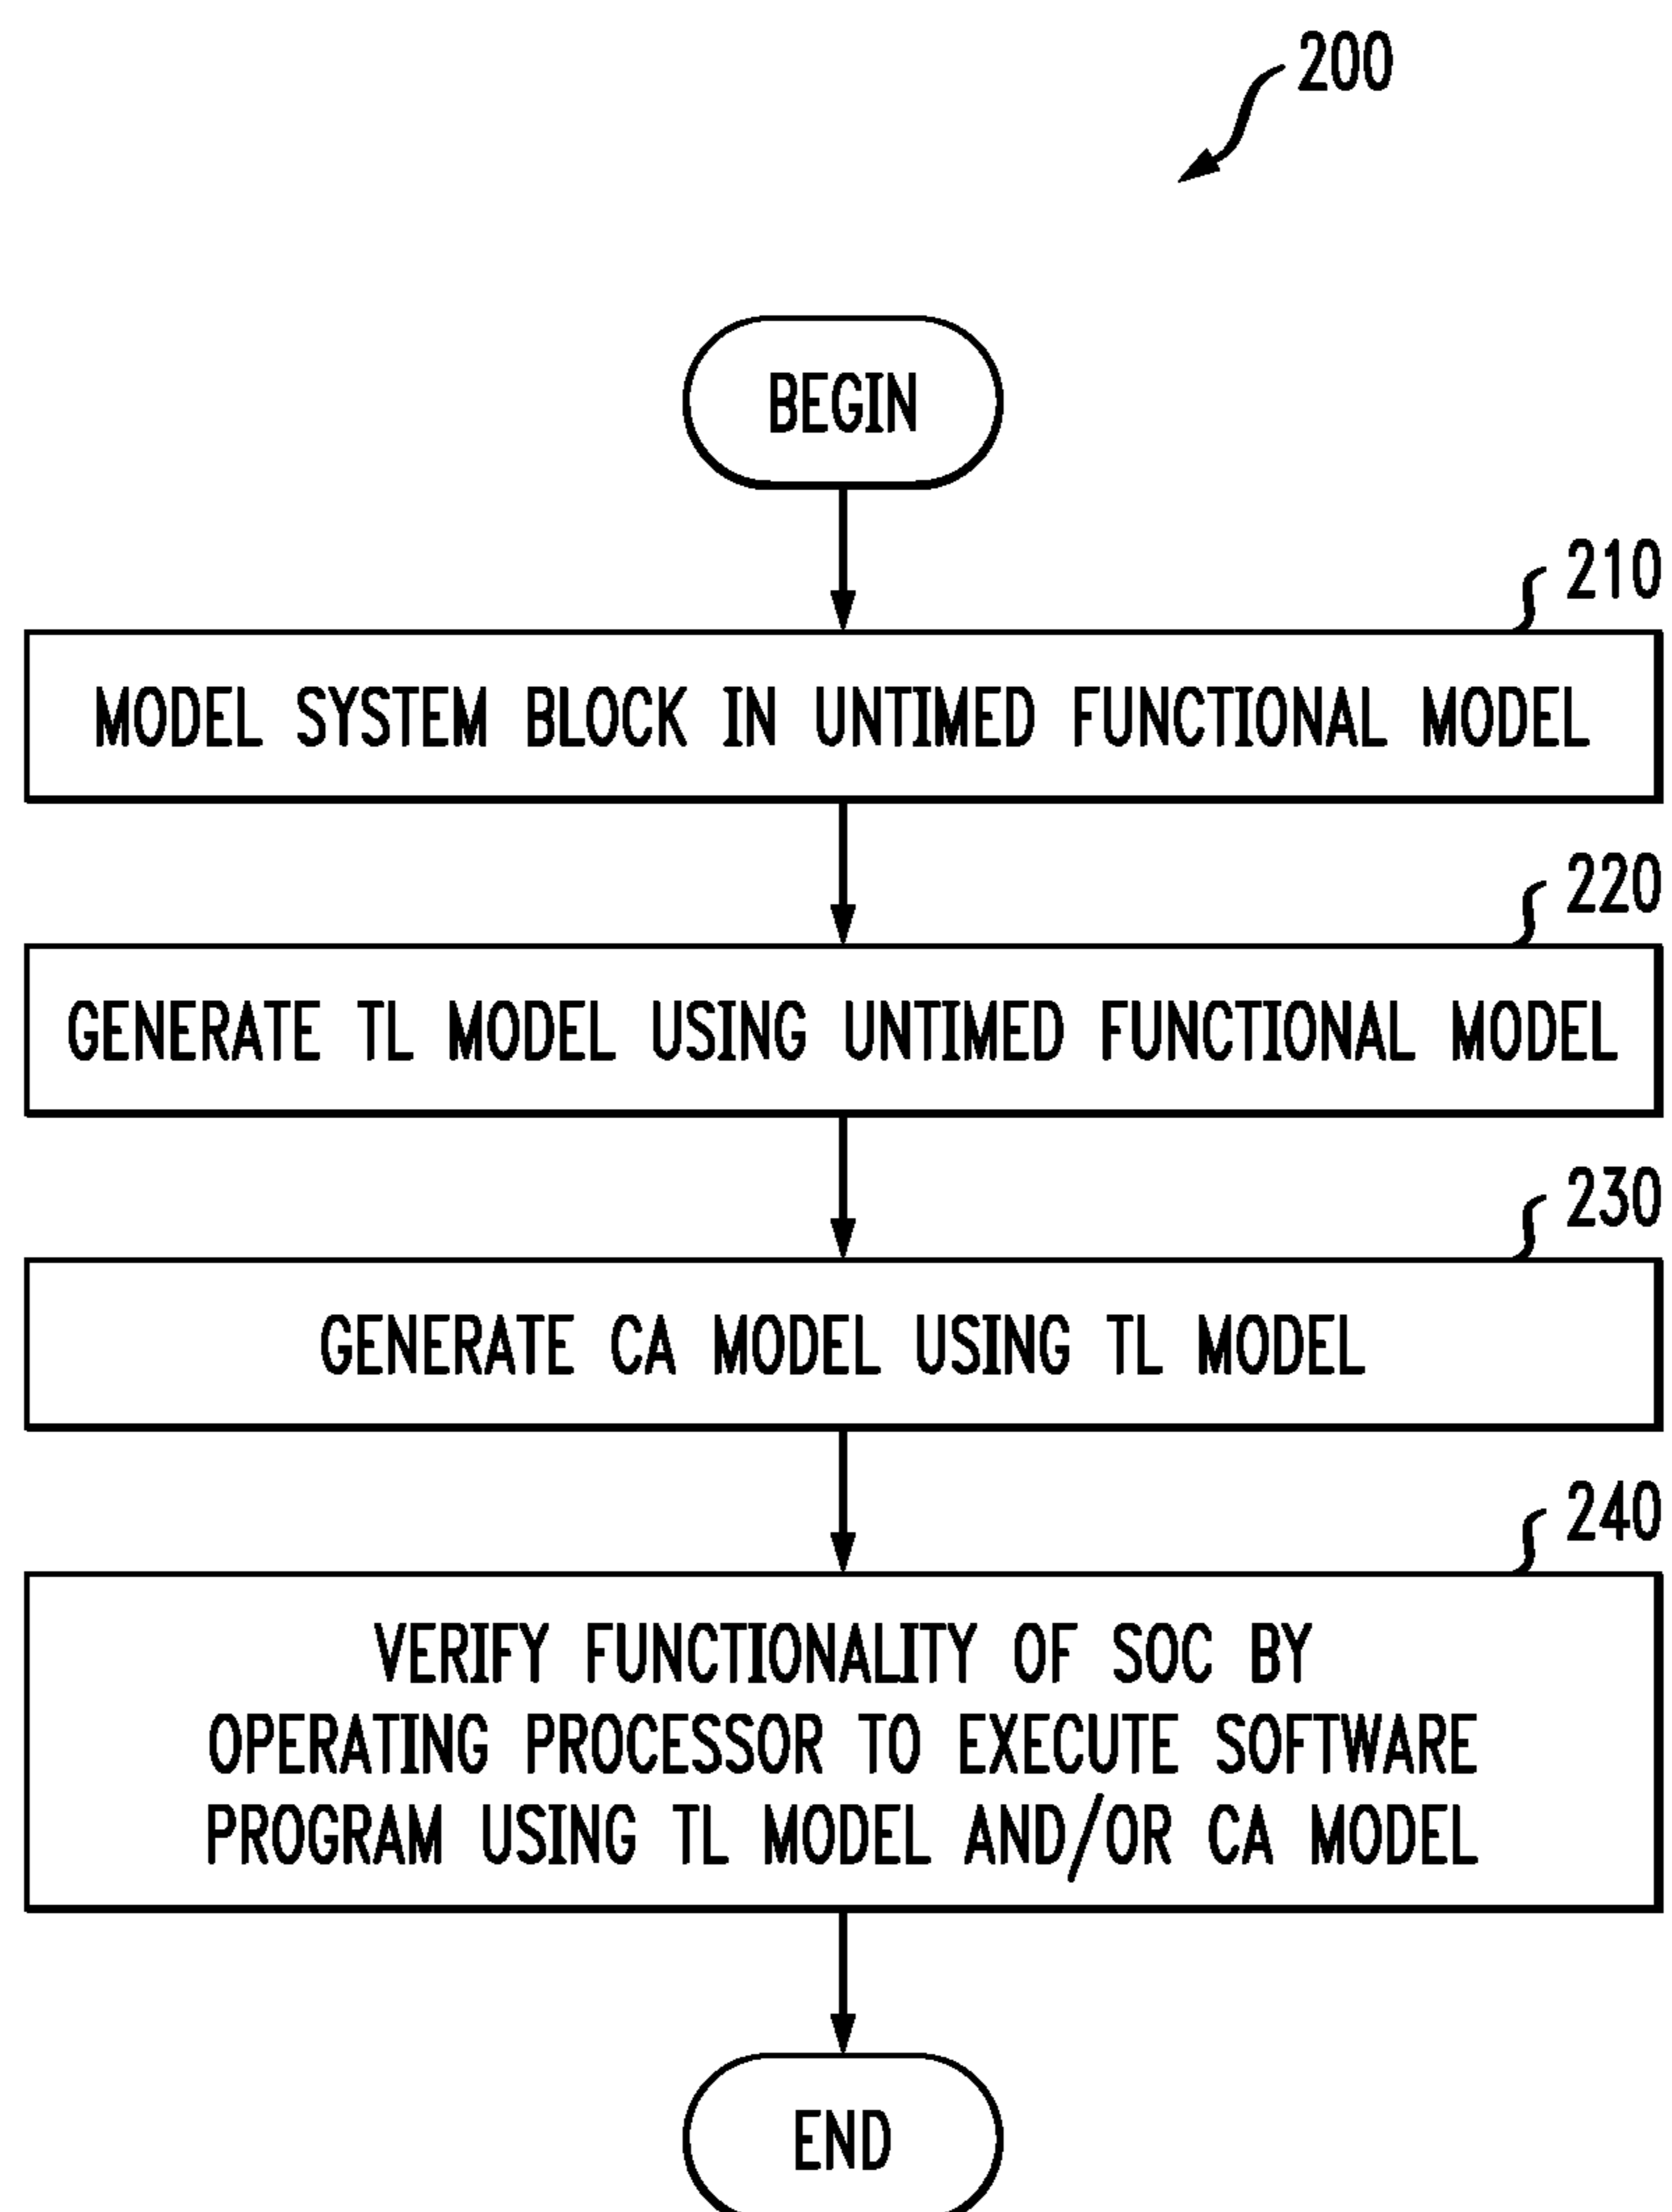 200
BEGIN
210
MODEL SYSTEM BLOCK IN UNTIMED FUNCTIONAL MODEL
220
GENERATE TL MODEL USING UNTIMED FUNCTIONAL MODEL
230
GENERATE CA MODEL USING TL MODEL
240
VERIFY FUNCTIONALITY OF SOC BY
OPERATING PROCESSOR TO EXECUTE SOFTWARE
PROGRAM USING TL MODEL AND/OR CA MODEL
END